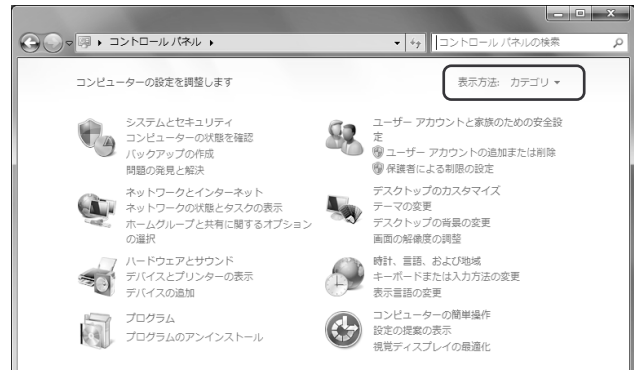 コントロール パネル
コントロール パネルの検索
コンピューターの設定を調整します
表示方法: カテゴリ
システムとセキュリティ
コンピューターの状態を確認
バックアップの作成
問題の発見と解決
ネットワークとインターネット
ネットワークの状態とタスクの表示
ホームグループと共有に関するオプション
の選択
ハードウェアとサウンド
デバイスとプリンターの表示
デバイスの追加
プログラム
プログラムのアンインストール
ユーザー アカウントと家族のための安全設
定
ユーザー アカウントの追加または削除
保護者による制限の設定
デスクトップのカスタマイズ
テーマの変更
デスクトップの背景の変更
画面の解像度の調整
時計、言語、および地域
キーボードまたは入力方法の変更
表示言語の変更
コンピューターの簡単操作
設定の提案の表示
視覚ディスプレイの最適化